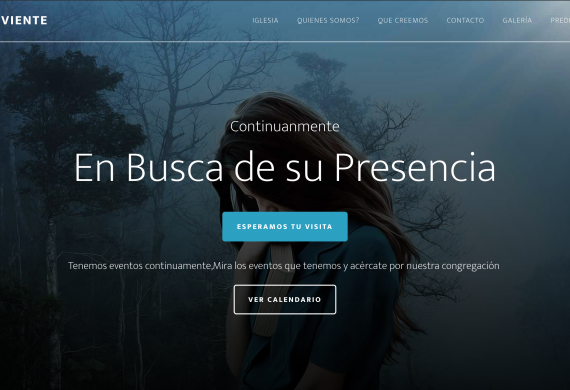 VIENTE
IGLESIA QUIENES SOMOS? QUE CREEMOS CONTACTO GALERÍA
Continuanmente
En Busca de su Presencia
ESPERAMOS TU VISITA
Tenemos eventos continuamente,Mira los eventos que tenemos y acércate por nuestra congregación
VER CALENDARIO